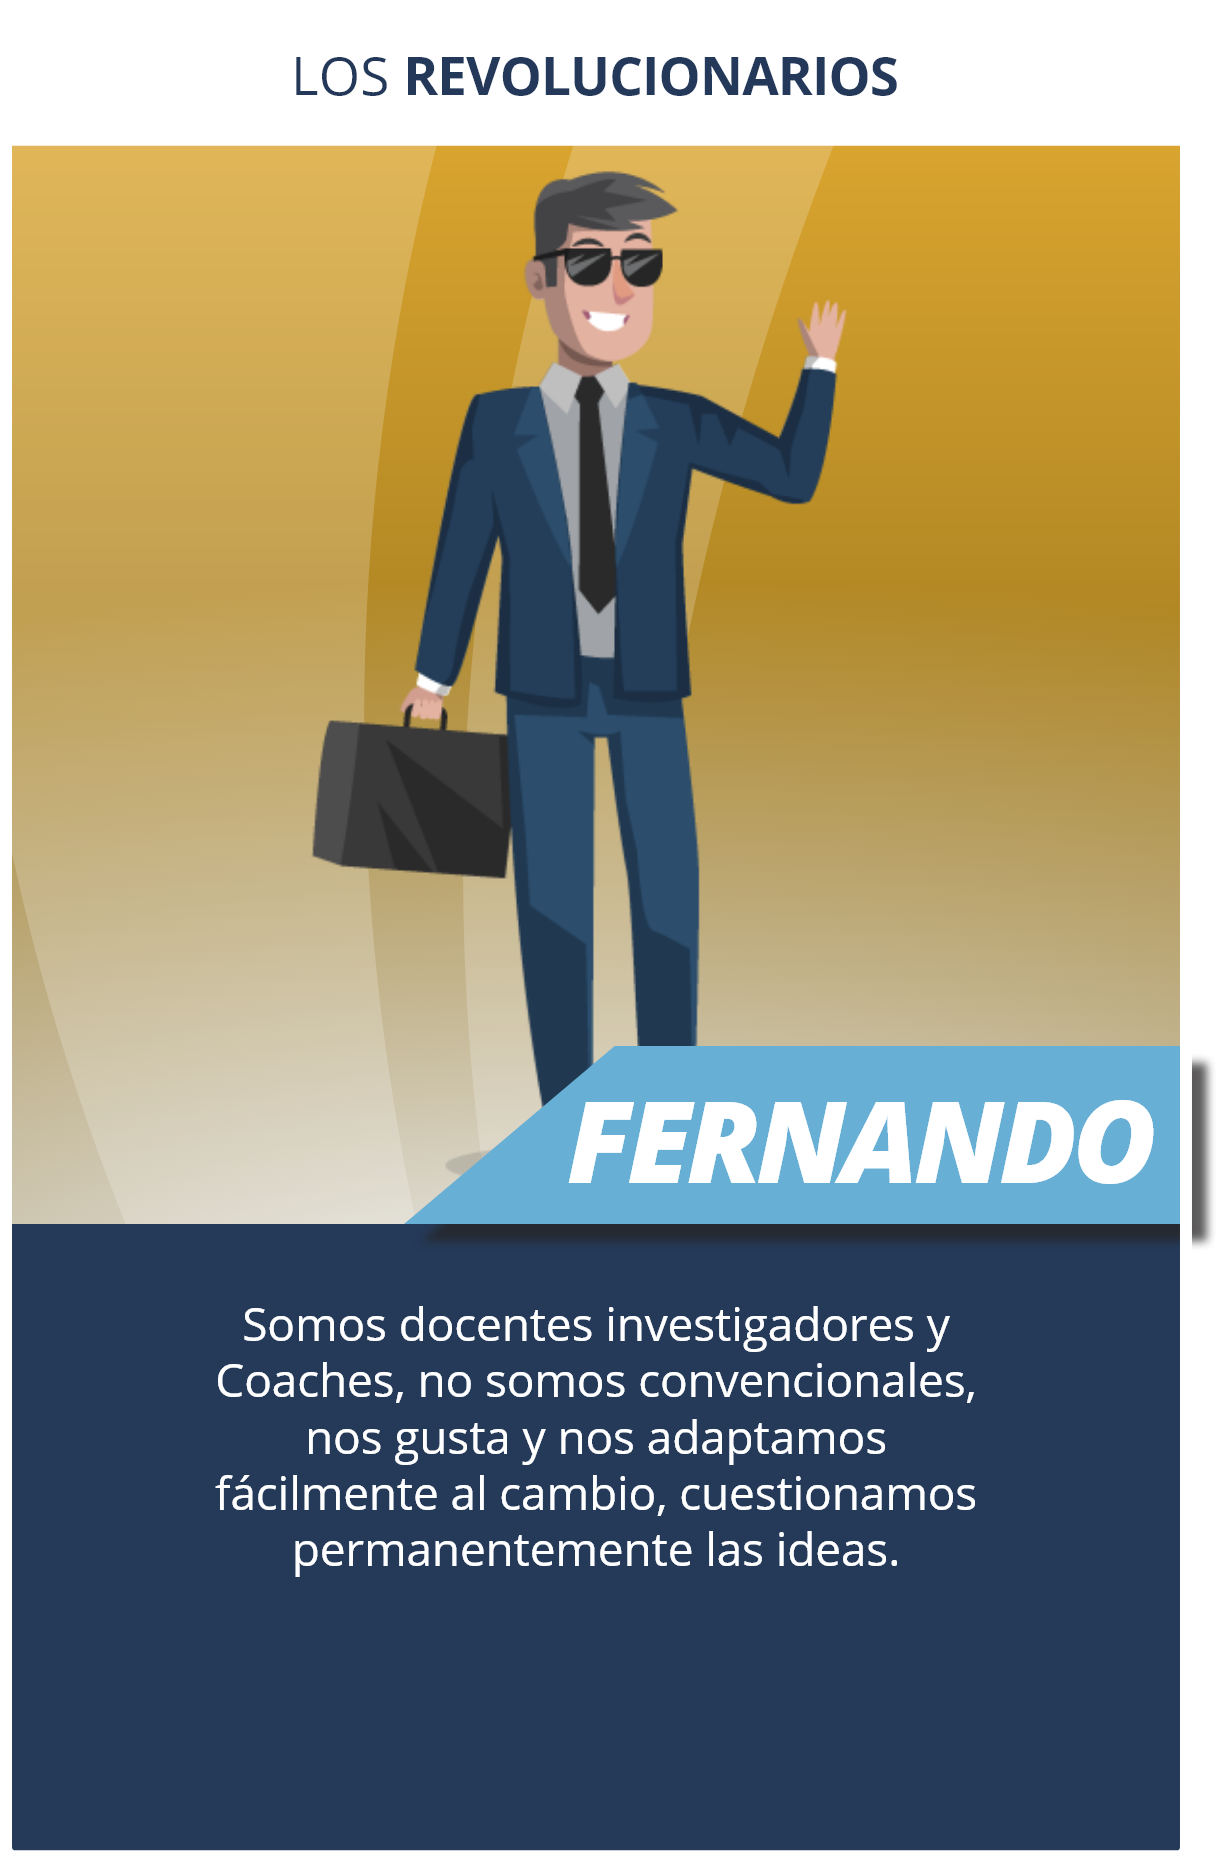 LOS REVOLUCIONARIOS
FERNANDO
Somos docentes investigadores y
Coaches, no somos convencionales,
nos gusta y nos adaptamos
fácilmente al cambio, cuestionamos
permanentemente las ideas.